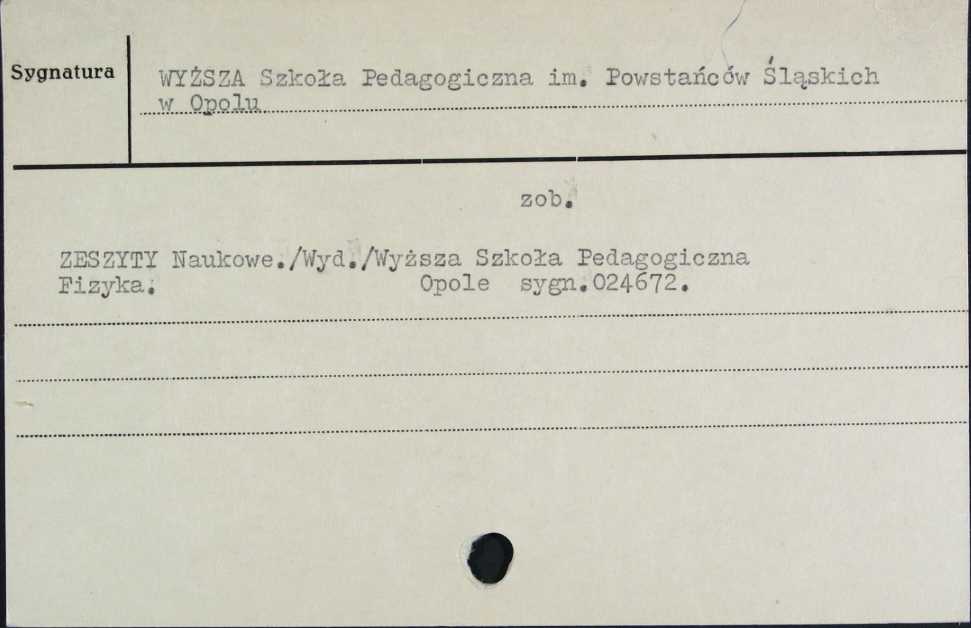 Sygnatura
WYŻSZA Szkoła Pedagogiczna im. Powstańców Śląskich
w Opolu
zob.
ZESZYTY Naukowe./Wyd./Wyższa Szkoła Pedagogiczna
Fizyka. Opole sygn.024672.